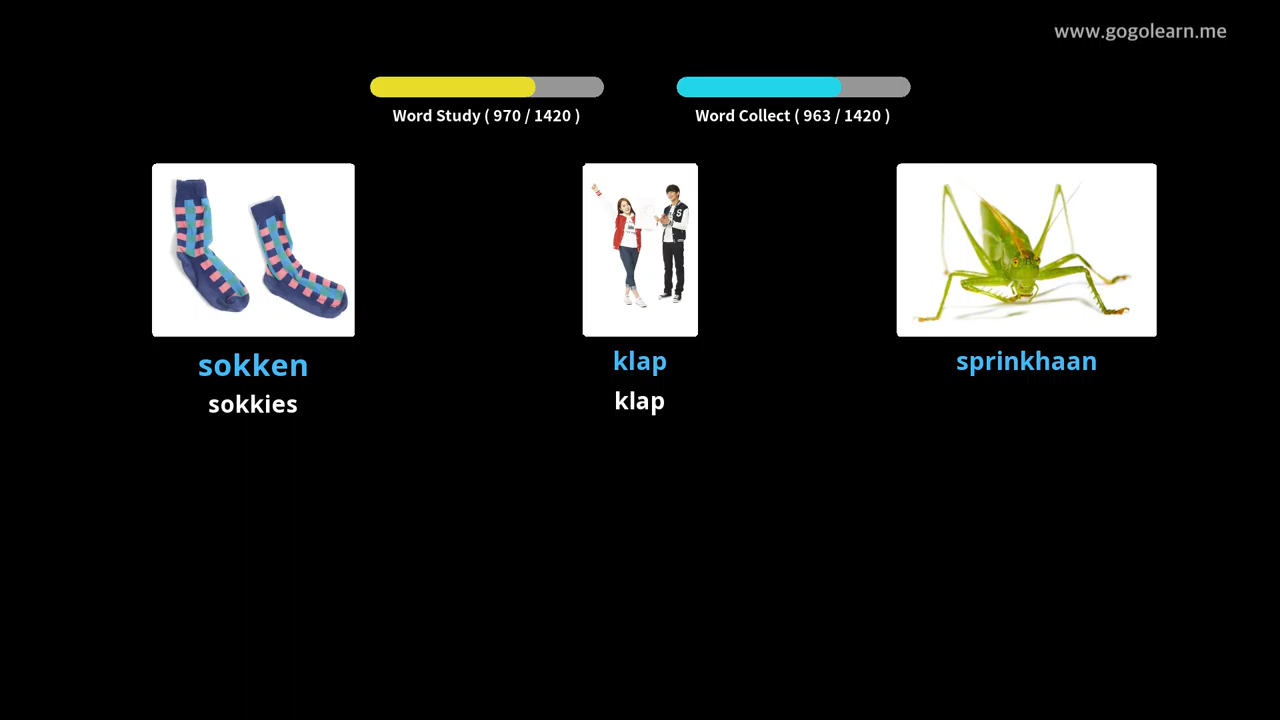 www.gogolearn.me
Word Study ( 970 / 1420 )
Word Collect ( 963 / 1420 )
sokken
sokkies
klap
klap
sprinkhaan